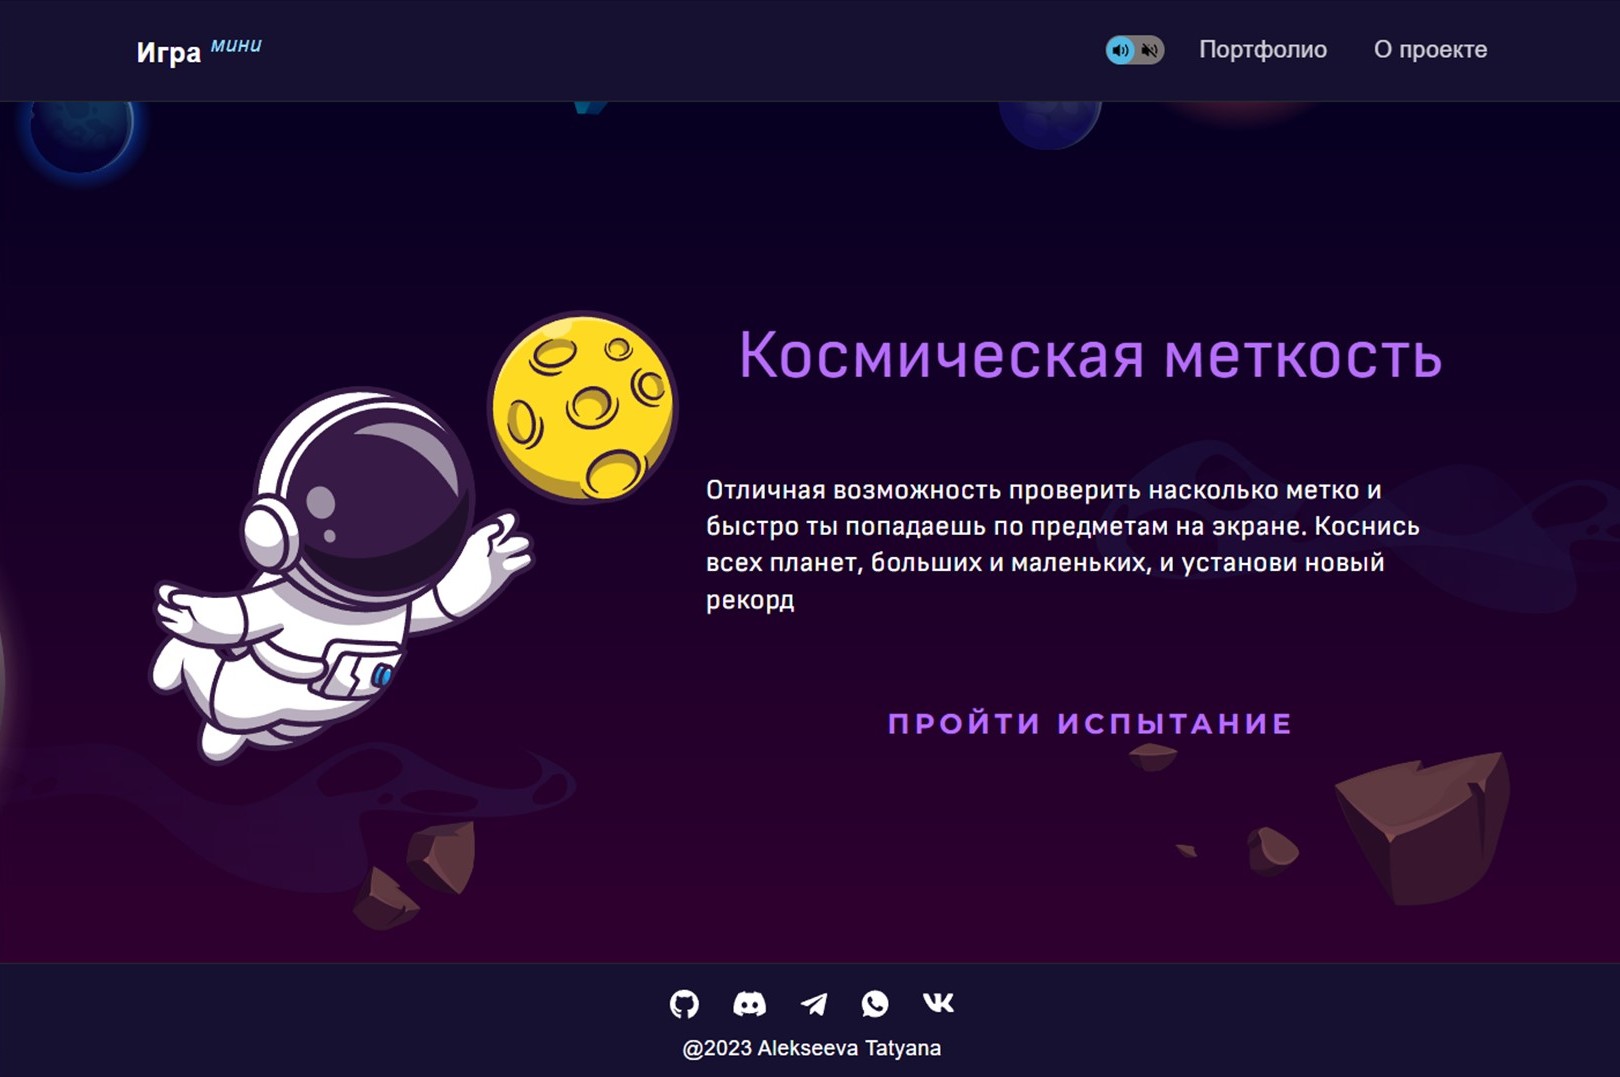 Игра мини
Портфолио
О проекте
Космическая меткость
Отличная возможность проверить насколько метко и
быстро ты попадаешь по предметам на экране. Коснись
всех планет, больших и маленьких, и установи новый
рекорд
ПРОЙТИ ИСПЫТАНИЕ
@2023 Alekseeva Tatyana